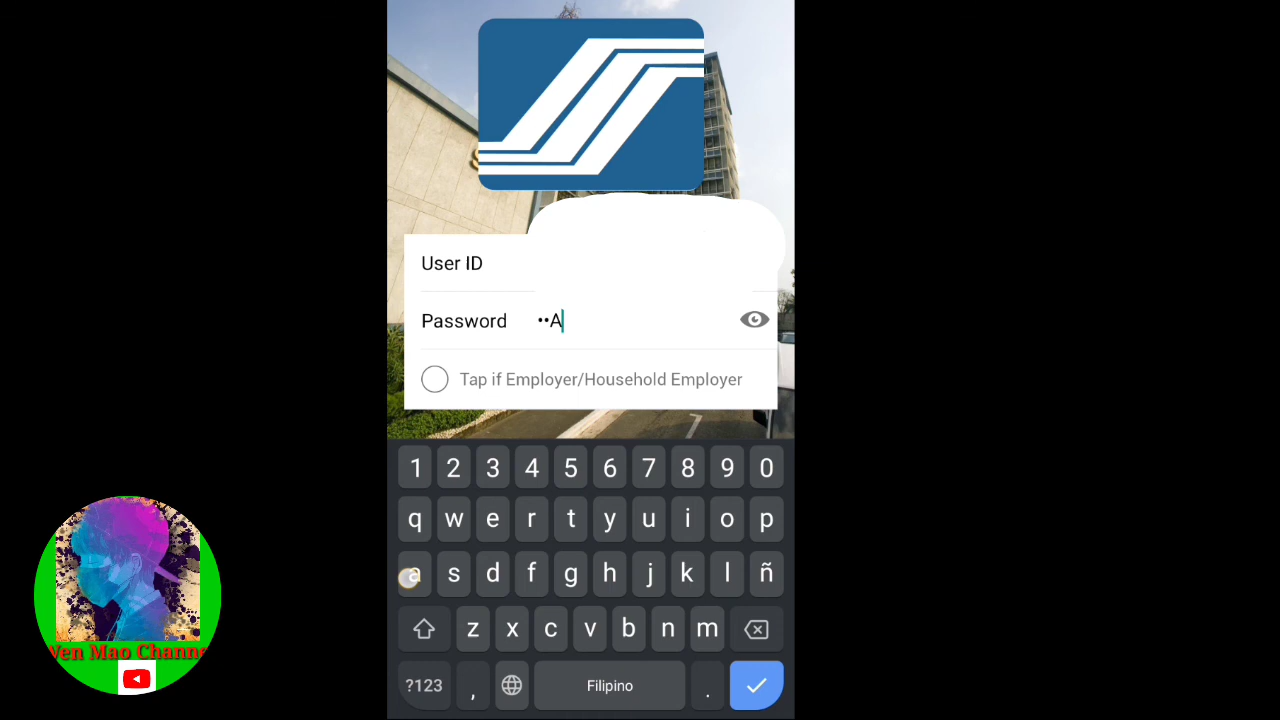 User ID
Password ••A
Tap if Employer/Household Employer
1 2 3 4 5 6 7 8 9 0
q w e r t y u i o p
a s d f g h j k l ñ
z x c v b n m
?123 , Filipino .
Wen Mao Channe